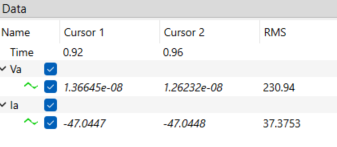 Data
Name Cursor 1 Cursor 2 RMS
Time 0.92 0.96
Va
1.36645e-08 1.26232e-08 230.94
Ia
-47.0447 -47.0448 37.3753